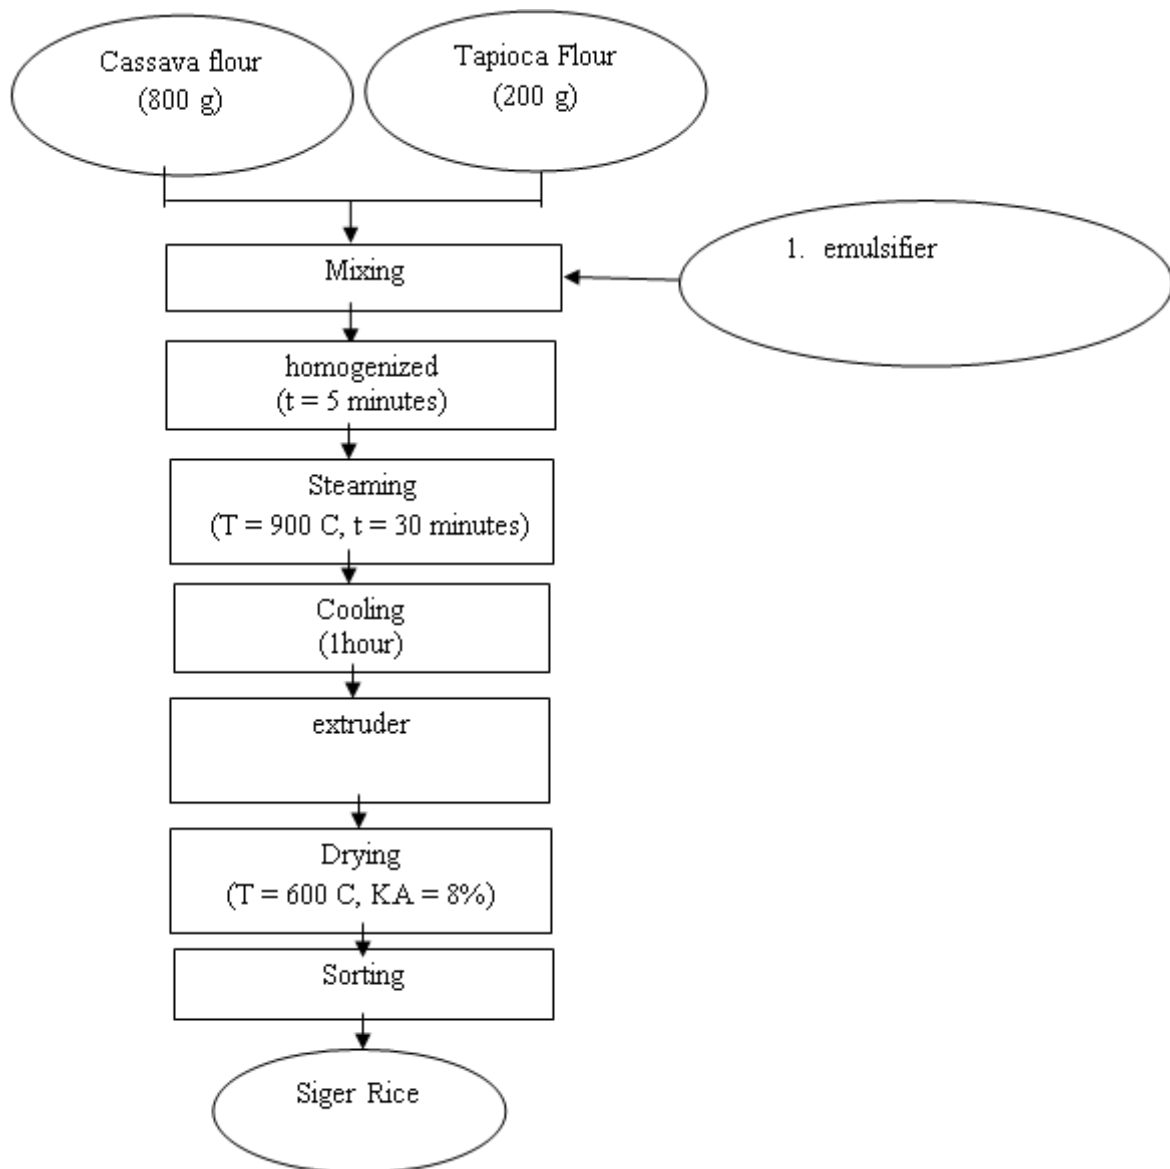 Cassava flour
(800 g)
Tapioca Flour
(200 g)
1. emulsifier
Mixing
homogenized
(t = 5 minutes)
Steaming
(T = 900 C, t = 30 minutes)
Cooling
(1hour)
extruder
Drying
(T = 600 C, KA = 8%)
Sorting
Siger Rice